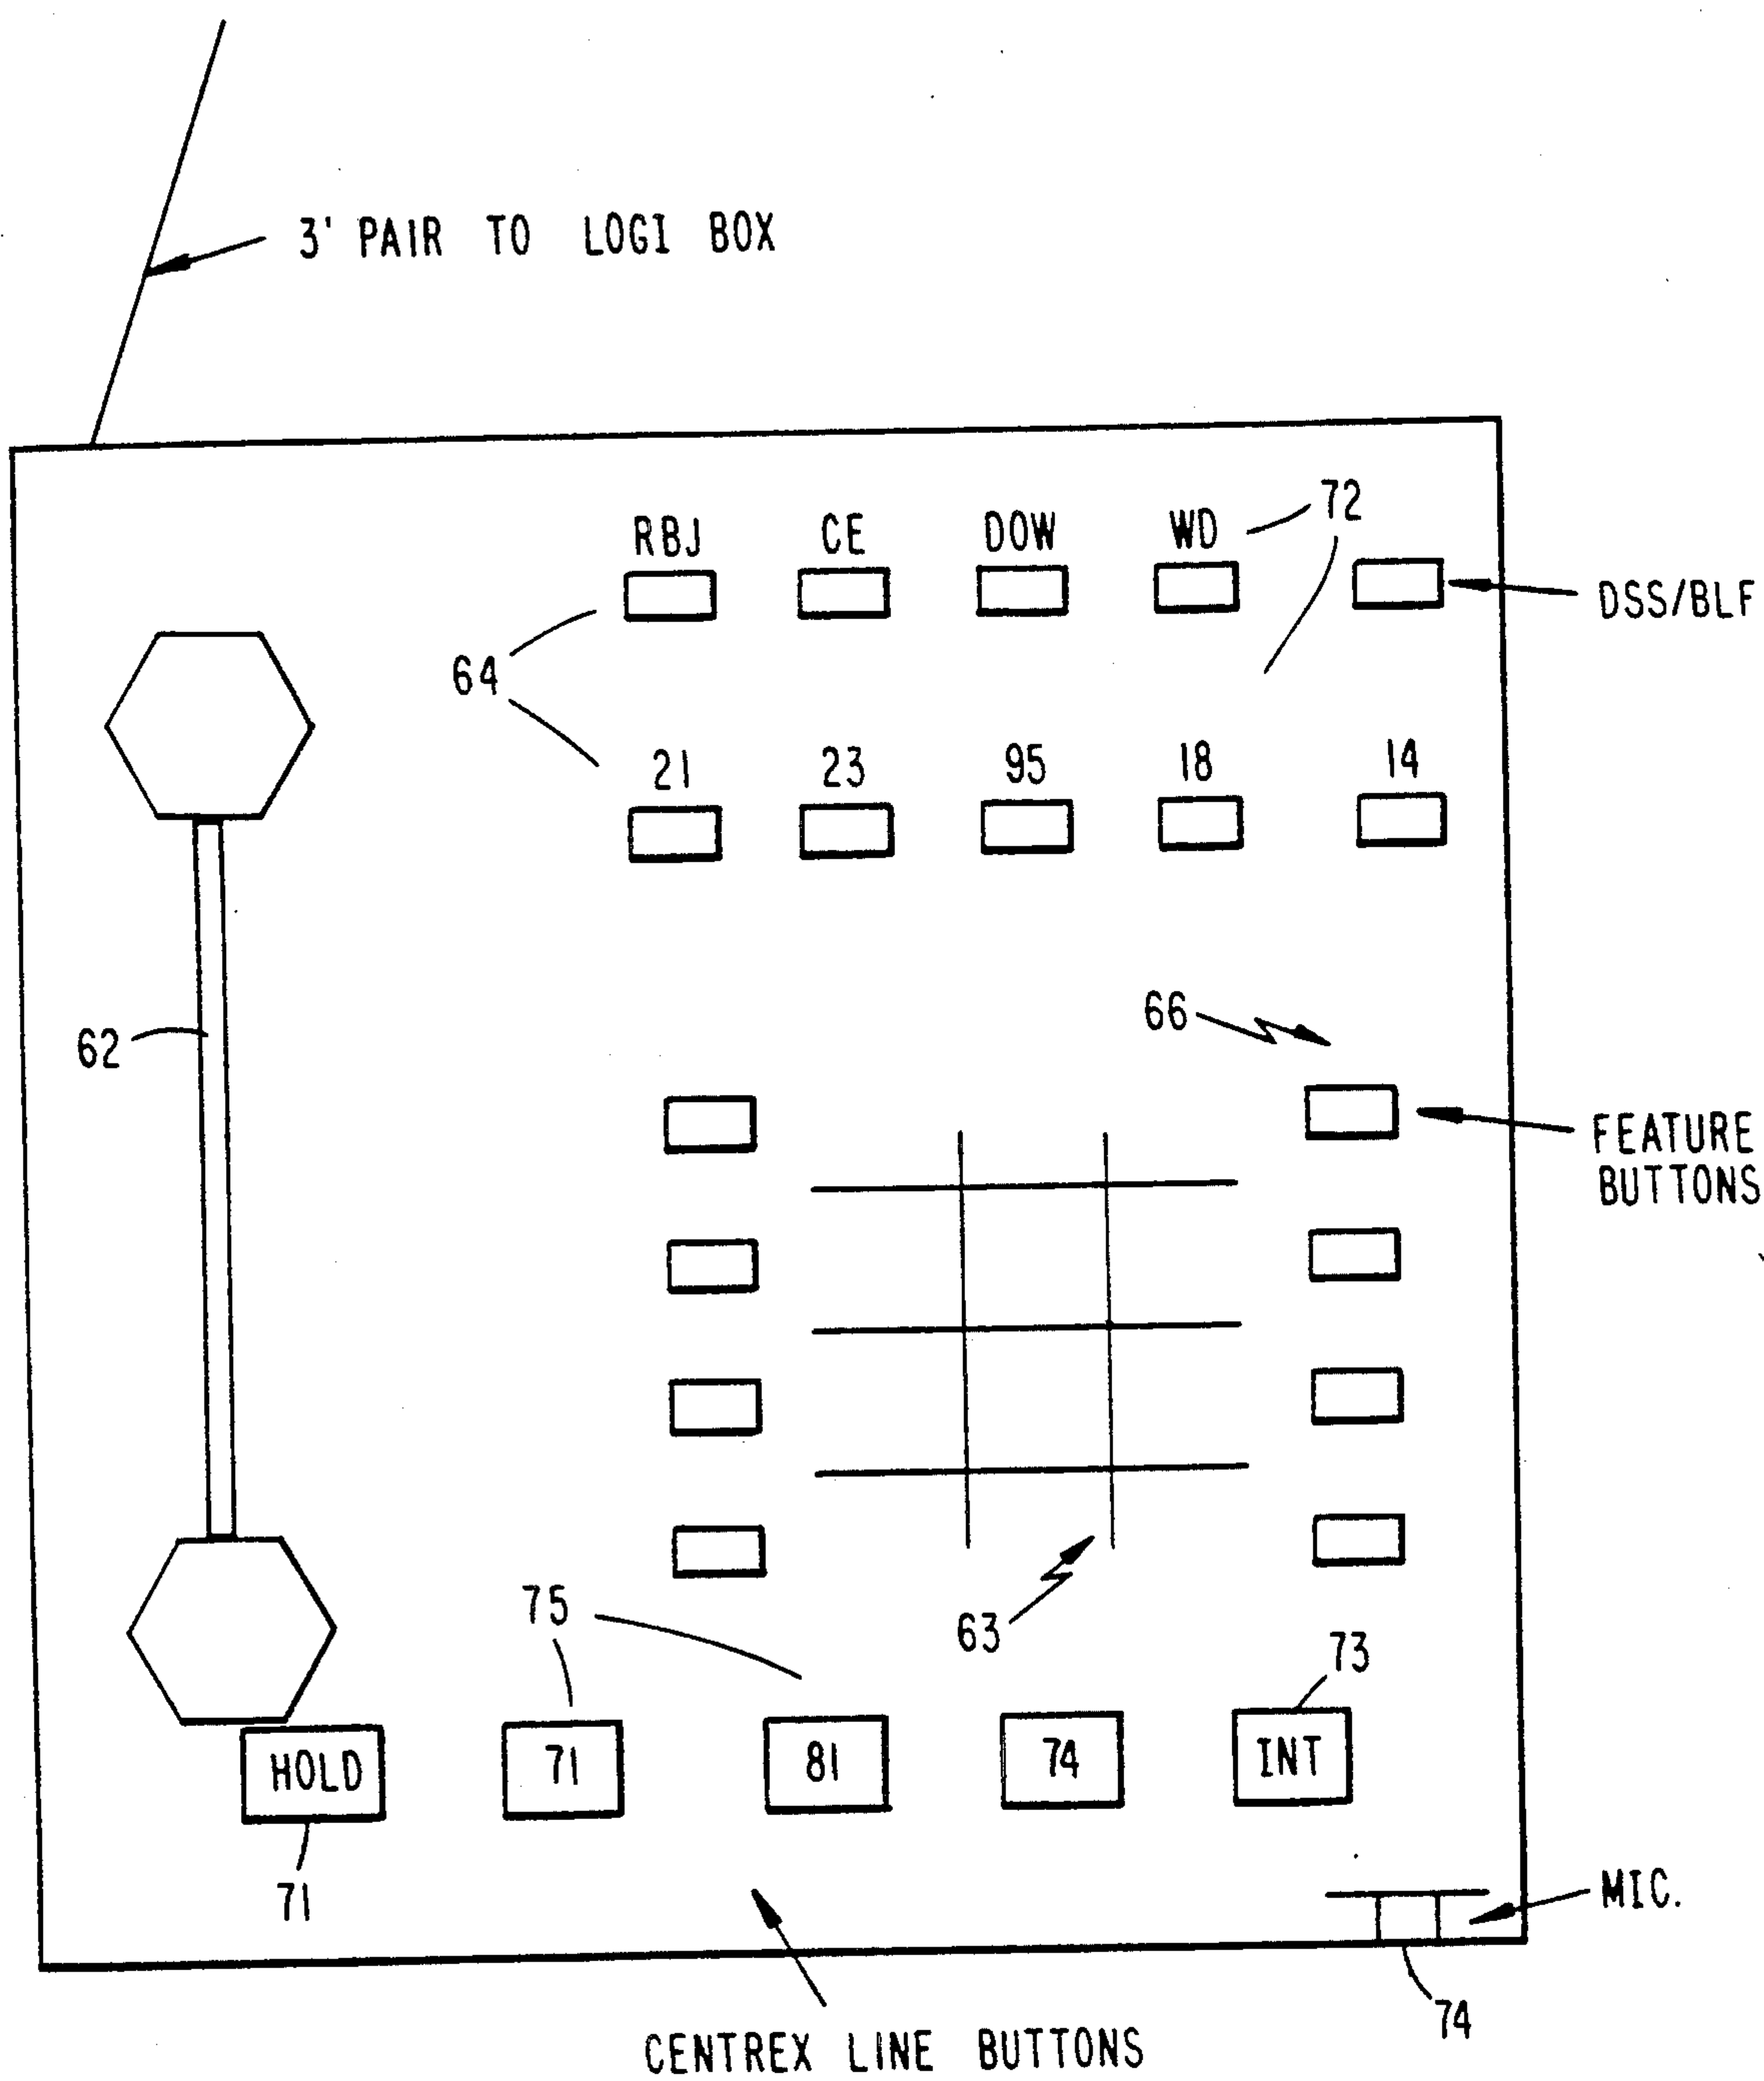 3' PAIR TO LOGI BOX
72
RBJ CE DOW WD
DSS/BLF
64
21 23 95 18 14
66
62
FEATURE
BUTTONS
75
63
73
HOLD 71 81 74 INT
71
MIC.
74
CENTREX LINE BUTTONS